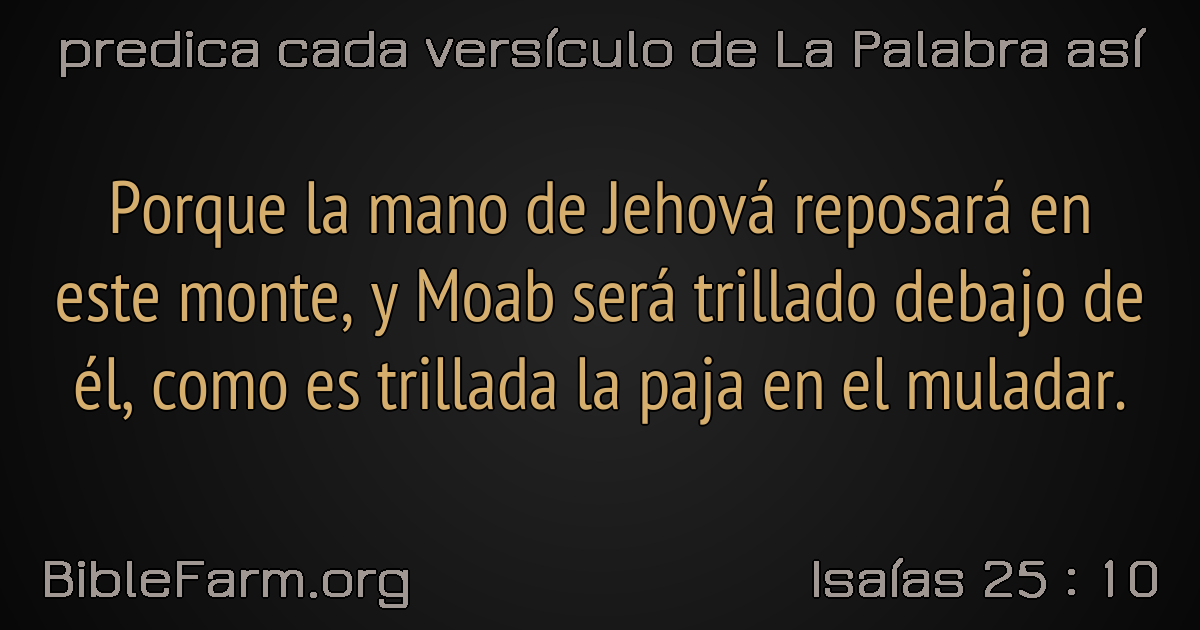 predica cada versículo de La Palabra así
Porque la mano de Jehová reposará en
este monte, y Moab será trillado debajo de
él, como es trillada la paja en el muladar.
BibleFarm.org
Isaías 25 : 10